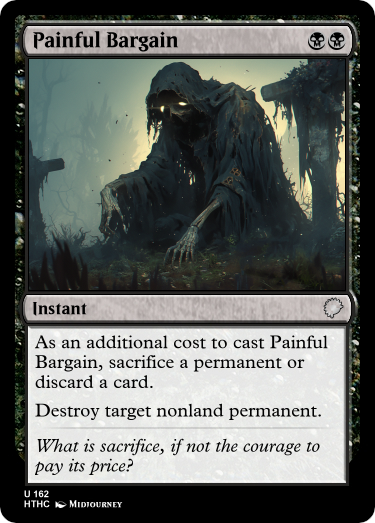 Painful Bargain
Instant
As an additional cost to cast Painful
Bargain, sacrifice a permanent or
discard a card.
Destroy target nonland permanent.
What is sacrifice, if not the courage to
pay its price?
U 162
HTHC MIDJOURNEY